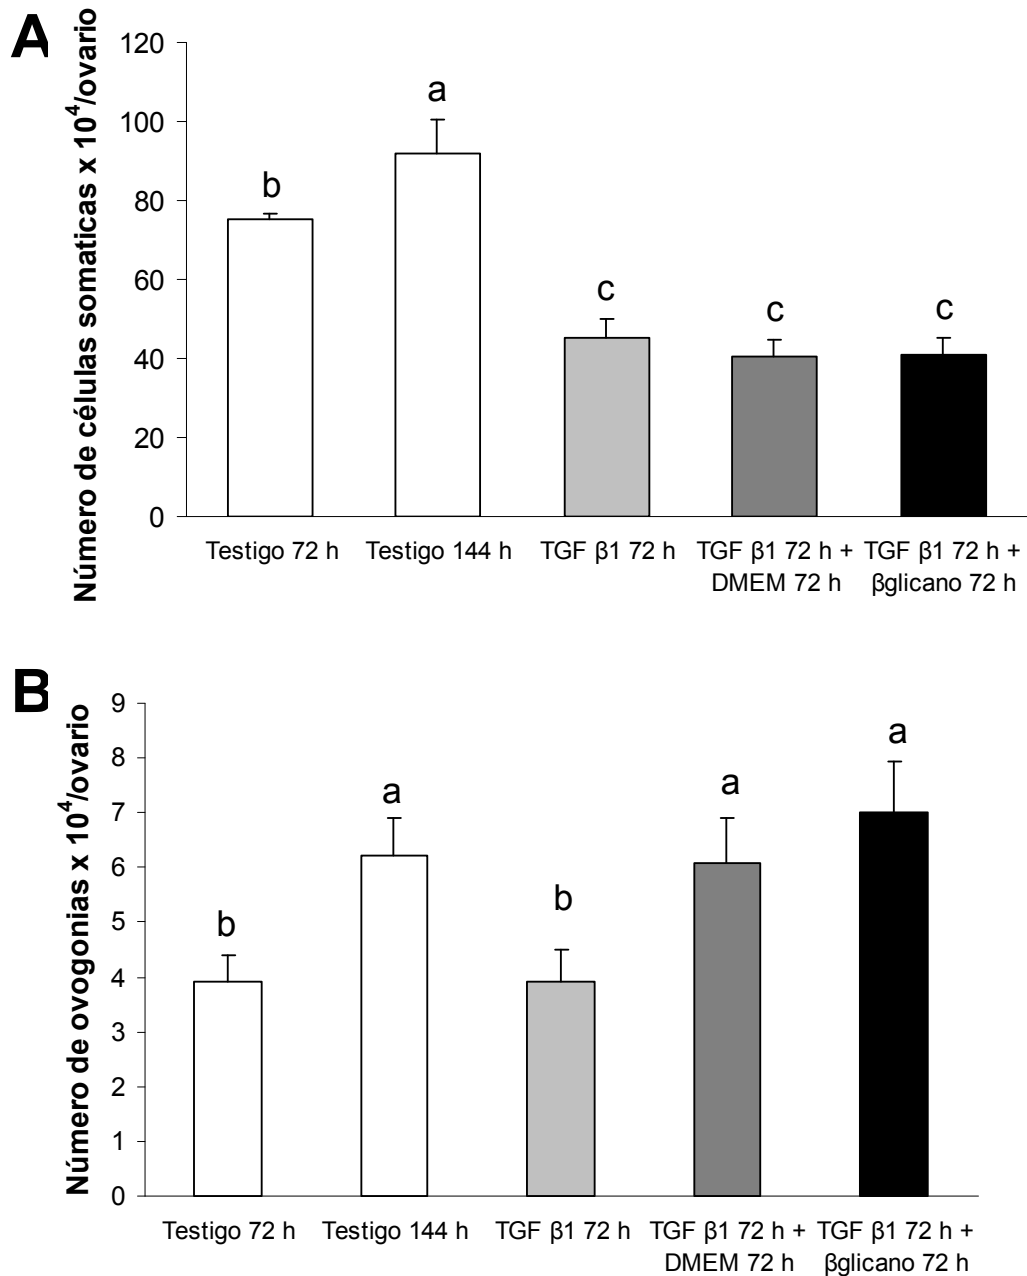 A
Número de células somaticas x 10⁴/ovario
120
100
80
60
40
20
0
b
a
c
c
c
Testigo 72 h
Testigo 144 h
TGF β1 72 h
TGF β1 72 h +
DMEM 72 h
TGF β1 72 h +
βglicano 72 h
B
Número de ovogonias x 10⁴/ovario
9
8
7
6
5
4
3
2
1
0
b
a
b
a
a
Testigo 72 h
Testigo 144 h
TGF β1 72 h
TGF β1 72 h +
DMEM 72 h
TGF β1 72 h +
βglicano 72 h